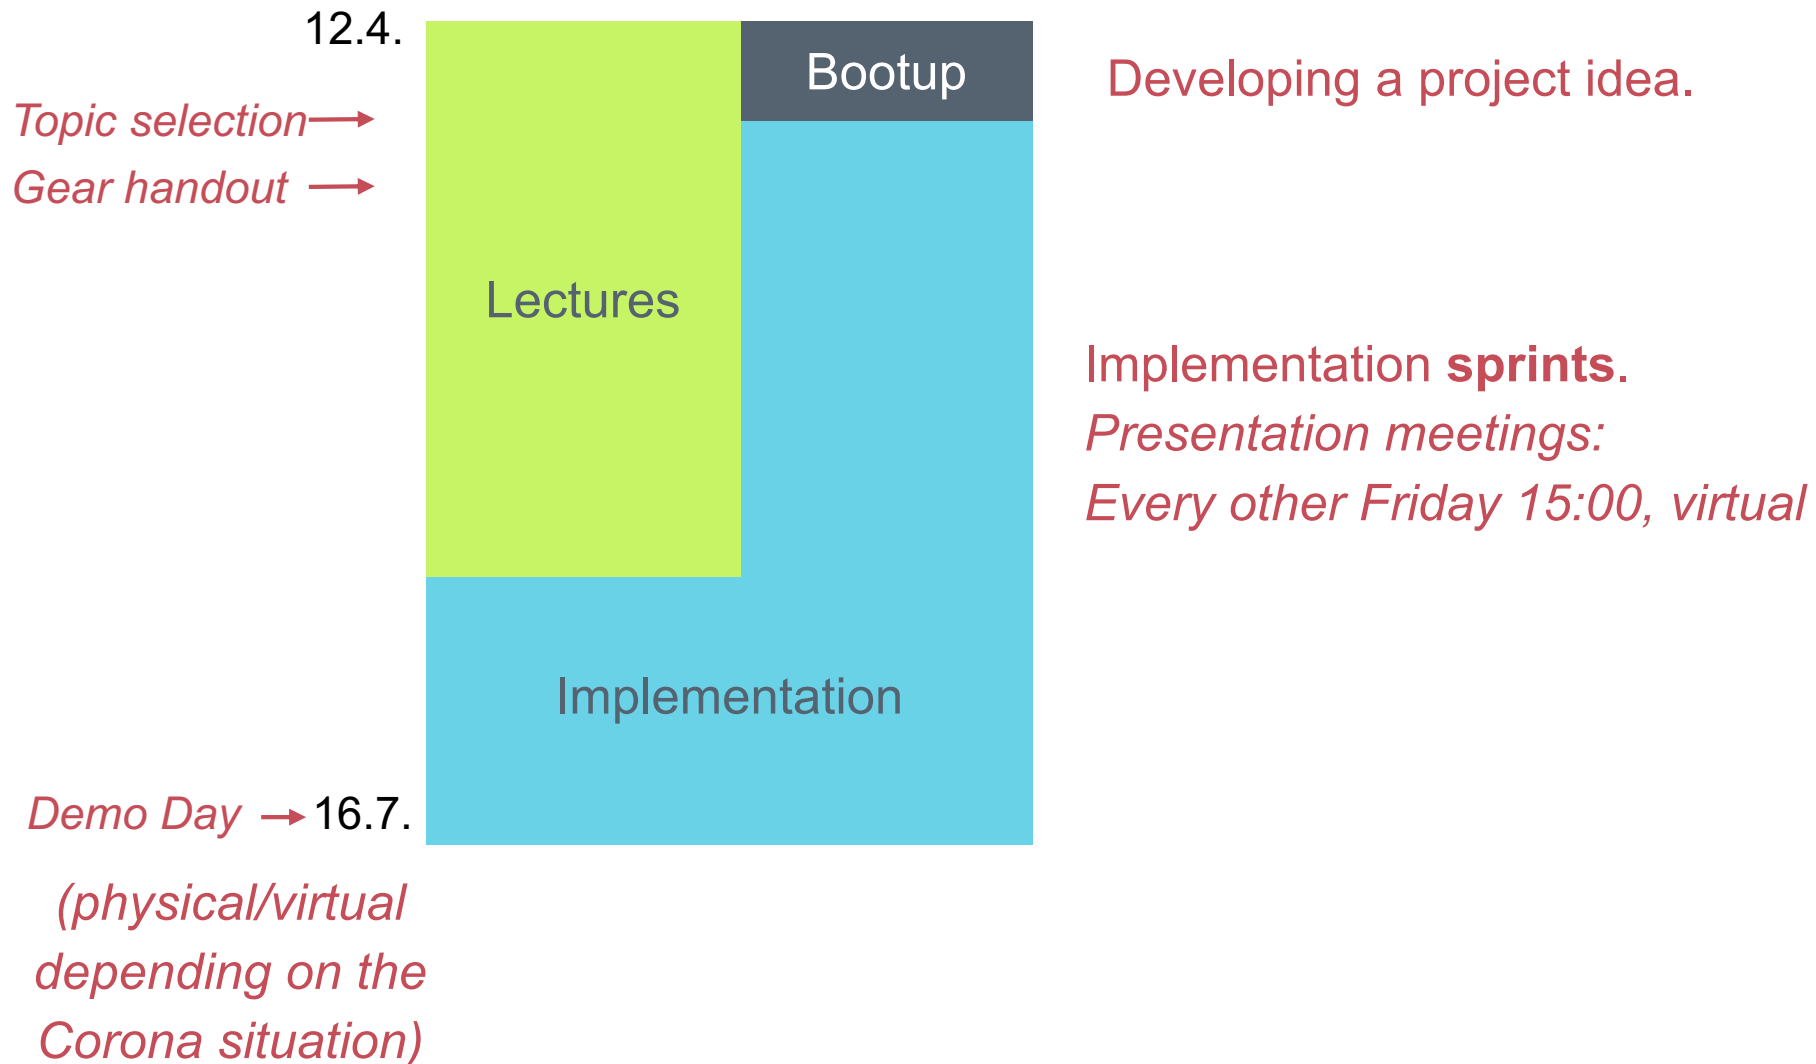 12.4.
Bootup
Developing a project idea.
Topic selection
Gear handout
Lectures
Implementation sprints.
Presentation meetings:
Every other Friday 15:00, virtual
Implementation
Demo Day
16.7.
(physical/virtual
depending on the
Corona situation)